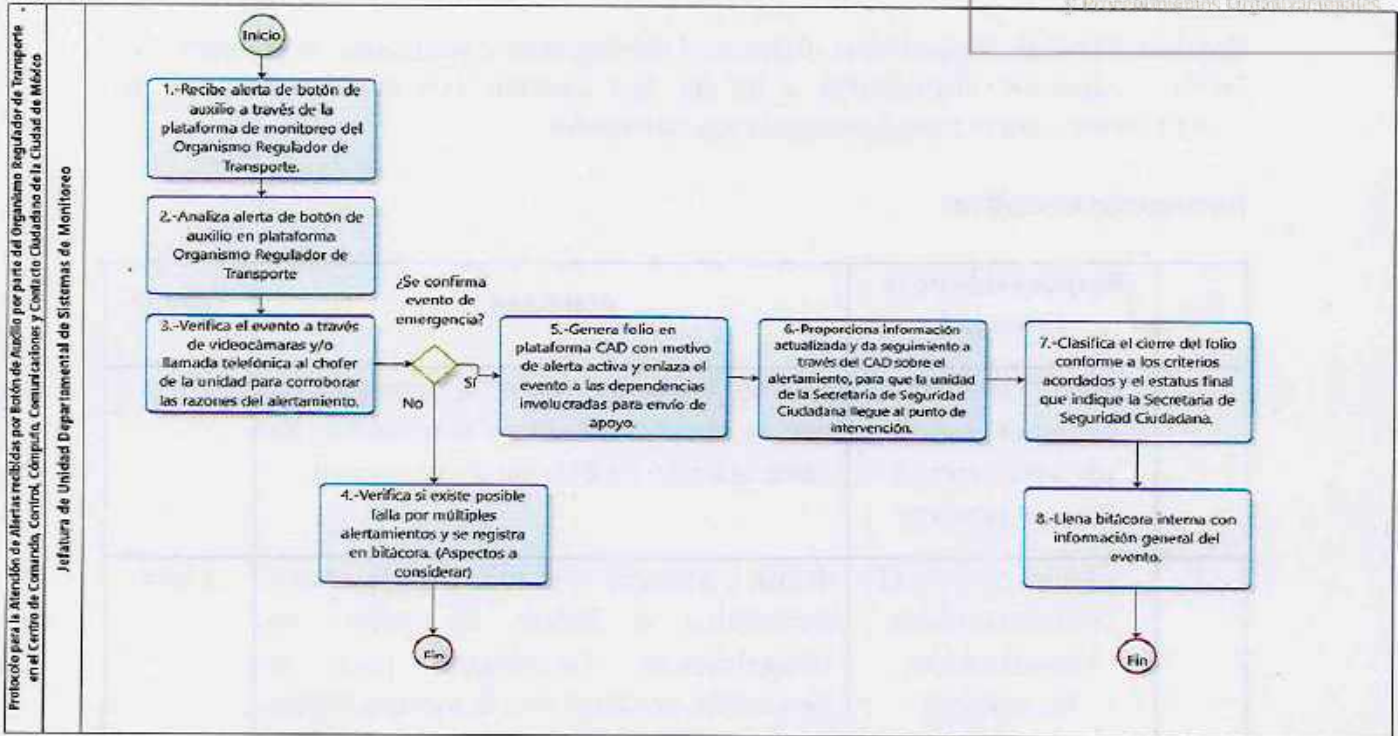 y Procedimientos Organizacionales
Protocolo para la Atención de Alertas recibidas por Botón de Auxilio por parte del Organismo Regulador de Transporte
en el Centro de Comando, Control, Cómputo, Comunicaciones y Contacto Ciudadano de la Ciudad de México
Jefatura de Unidad Departamental de Sistemas de Monitoreo
Inicio
1.-Recibe alerta de botón de
auxilio a través de la
plataforma de monitoreo del
Organismo Regulador de
Transporte.
2.-Analiza alerta de botón de
auxilio en plataforma
Organismo Regulador de
Transporte
3.-Verifica el evento a través
de videocámaras y/o
llamada telefónica al chofer
de la unidad para corroborar
las razones del alertamiento.
¿Se confirma
evento de
emergencia?
Sí
No
4.-Verifica si existe posible
falla por múltiples
alertamientos y se registra
en bitácora. (Aspectos a
considerar)
Fin
5.-Genera folio en
plataforma CAD con motivo
de alerta activa y enlaza el
evento a las dependencias
involucradas para envío de
apoyo.
6.-Proporciona información
actualizada y da seguimiento a
través del CAD sobre el
alertamiento, para que la unidad
de la Secretaria de Seguridad
Ciudadana llegue al punto de
intervención.
7.-Clasifica el cierre del folio
conforme a los criterios
acordados y el estatus final
que indique la Secretaria de
Seguridad Ciudadana.
8.-Llena bitácora interna con
información general del
evento.
Fin